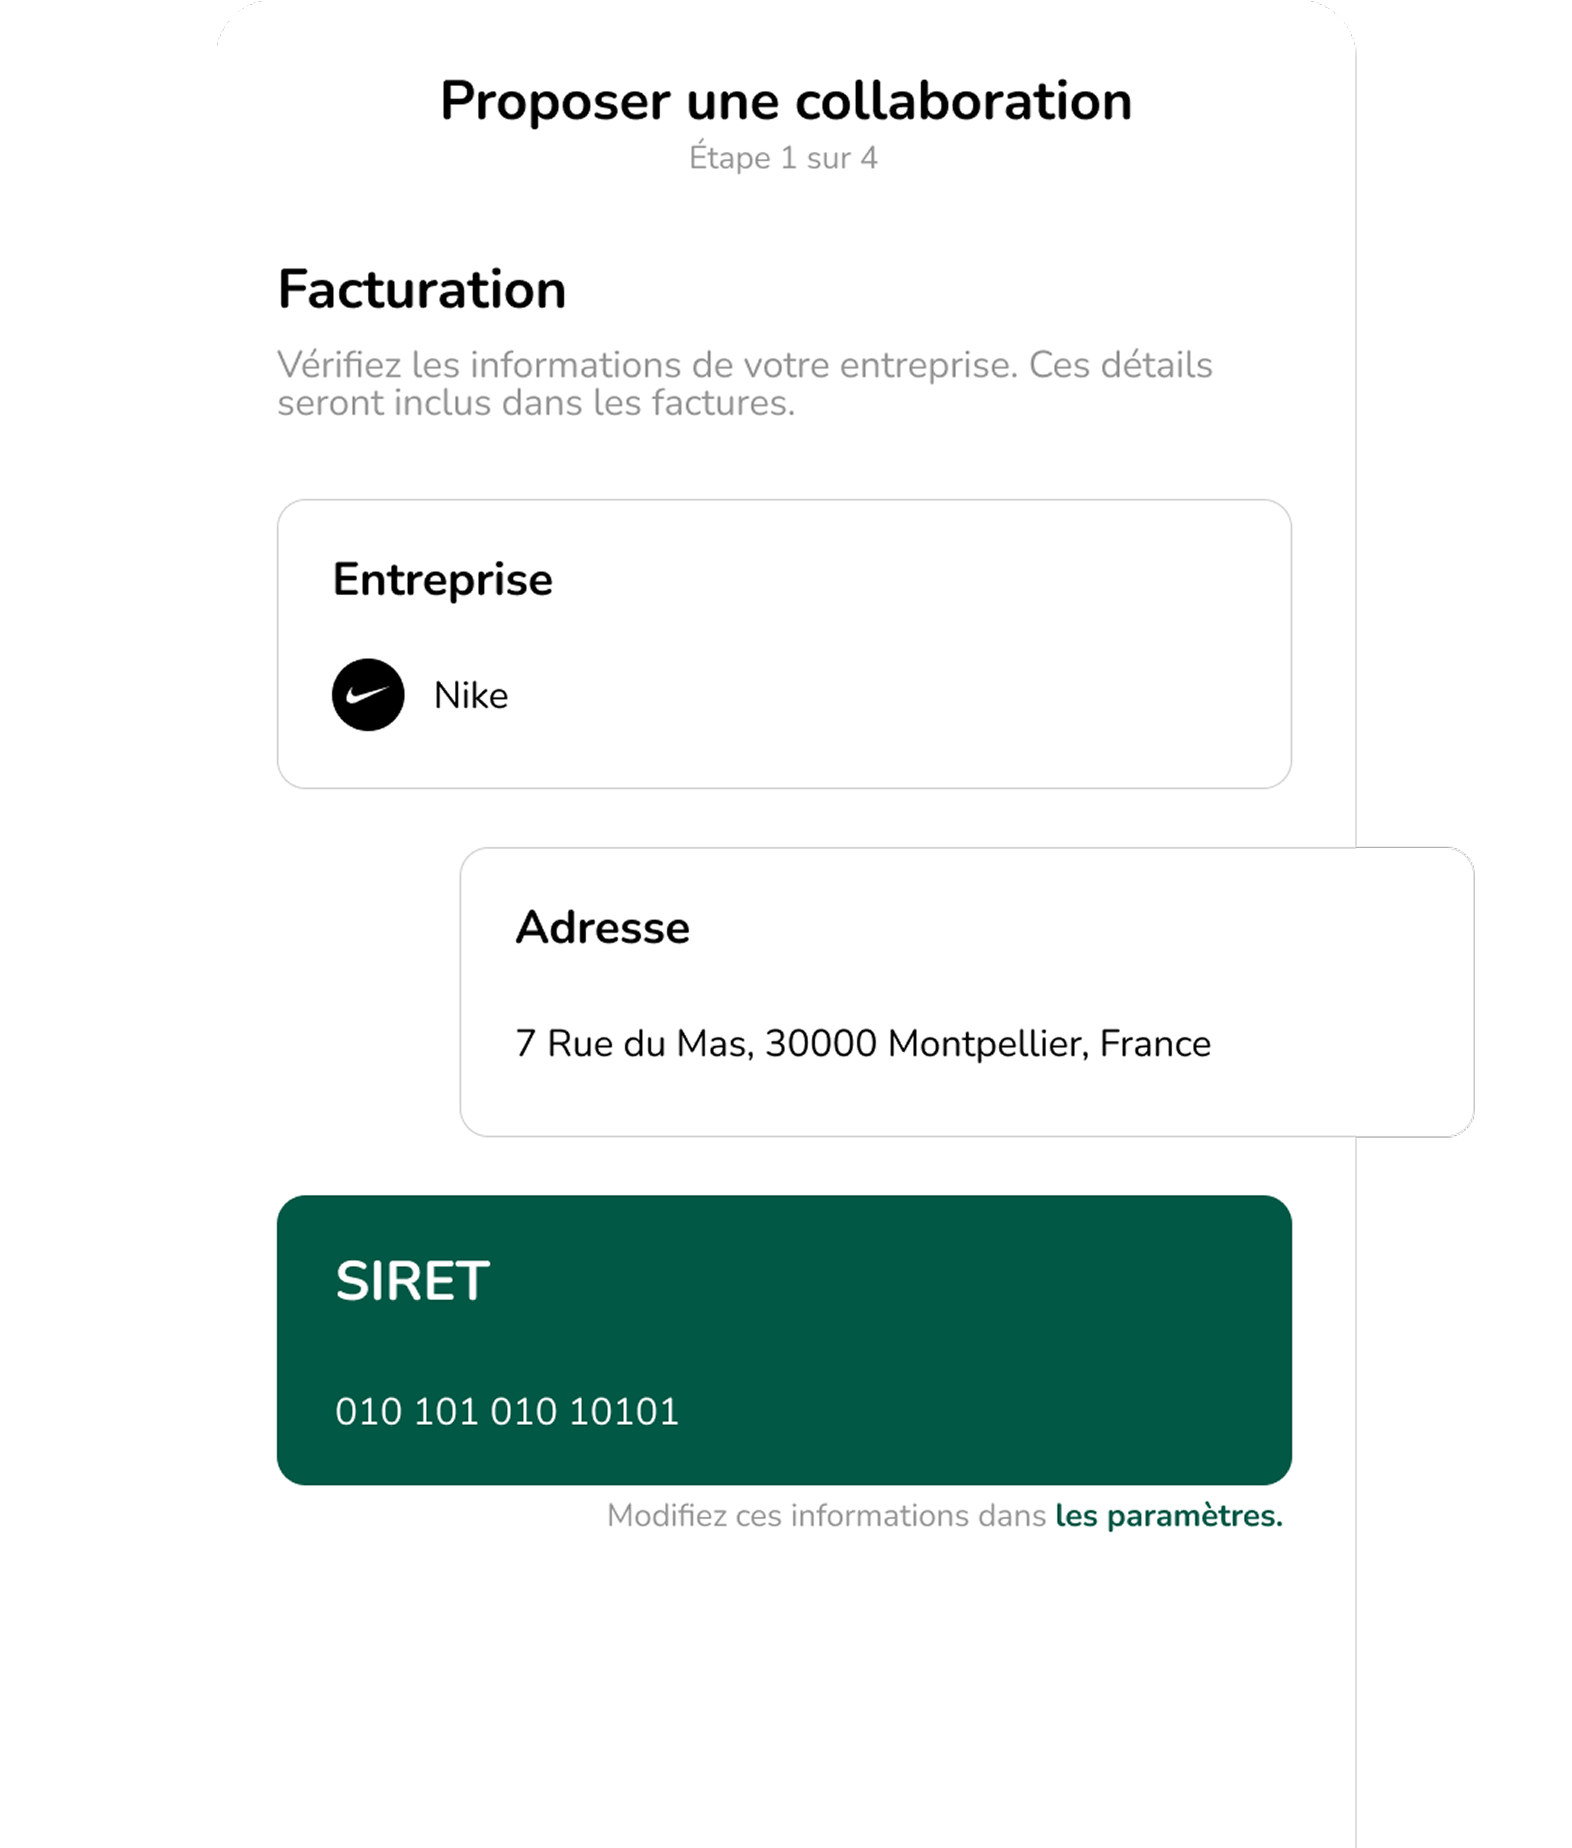 Proposer une collaboration
Étape 1 sur 4
Facturation
Vérifiez les informations de votre entreprise. Ces détails
seront inclus dans les factures.
Entreprise
Nike
Adresse
7 Rue du Mas, 30000 Montpellier, France
SIRET
010 101 010 10101
Modifiez ces informations dans les paramètres.